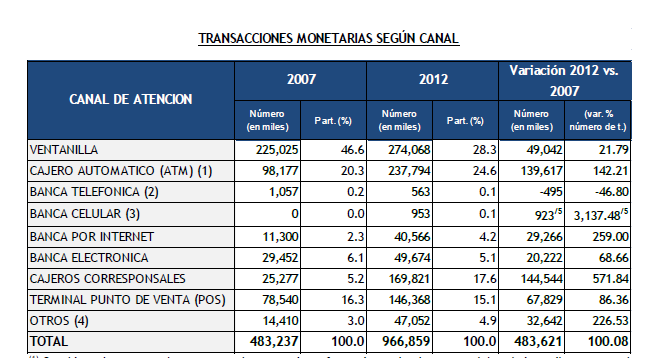 TRANSACCIONES MONETARIAS SEGÚN CANAL
CANAL DE ATENCION 2007 2012 Variación 2012 vs. 2007
Número (en miles) Part. (%) Número (en miles) Part. (%) Número (en miles) (var. % número de t.)
VENTANILLA 225,025 46.6 274,068 28.3 49,042 21.79
CAJERO AUTOMATICO (ATM) (1) 98,177 20.3 237,794 24.6 139,617 142.21
BANCA TELEFONICA (2) 1,057 0.2 563 0.1 -495 -46.80
BANCA CELULAR (3) 0 0.0 953 0.1 923/5 3,137.48/5
BANCA POR INTERNET 11,300 2.3 40,566 4.2 29,266 259.00
BANCA ELECTRONICA 29,452 6.1 49,674 5.1 20,222 68.66
CAJEROS CORRESPONSALES 25,277 5.2 169,821 17.6 144,544 571.84
TERMINAL PUNTO DE VENTA (POS) 78,540 16.3 146,368 15.1 67,829 86.36
OTROS (4) 14,410 3.0 47,052 4.9 32,642 226.53
TOTAL 483,237 100.0 966,859 100.0 483,621 100.08